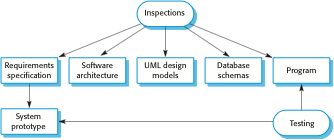 Inspections
Requirements
specification
Software
architecture
UML design
models
Database
schemas
Program
System
prototype
Testing